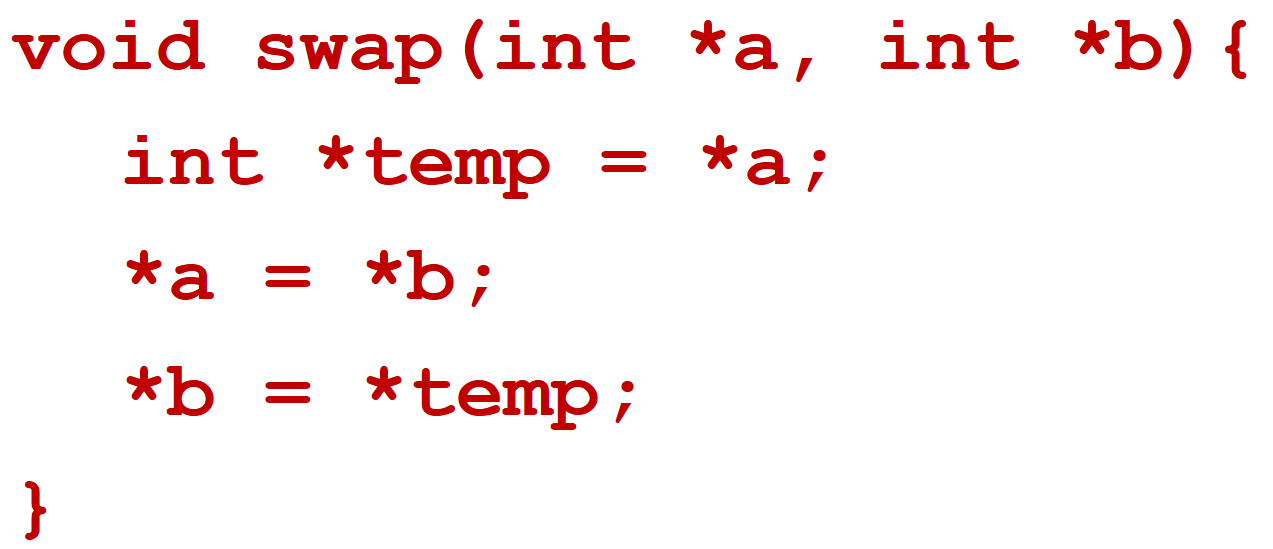 void swap(int *a, int *b){
int *temp = *a;
*a = *b;
*b = *temp;
}